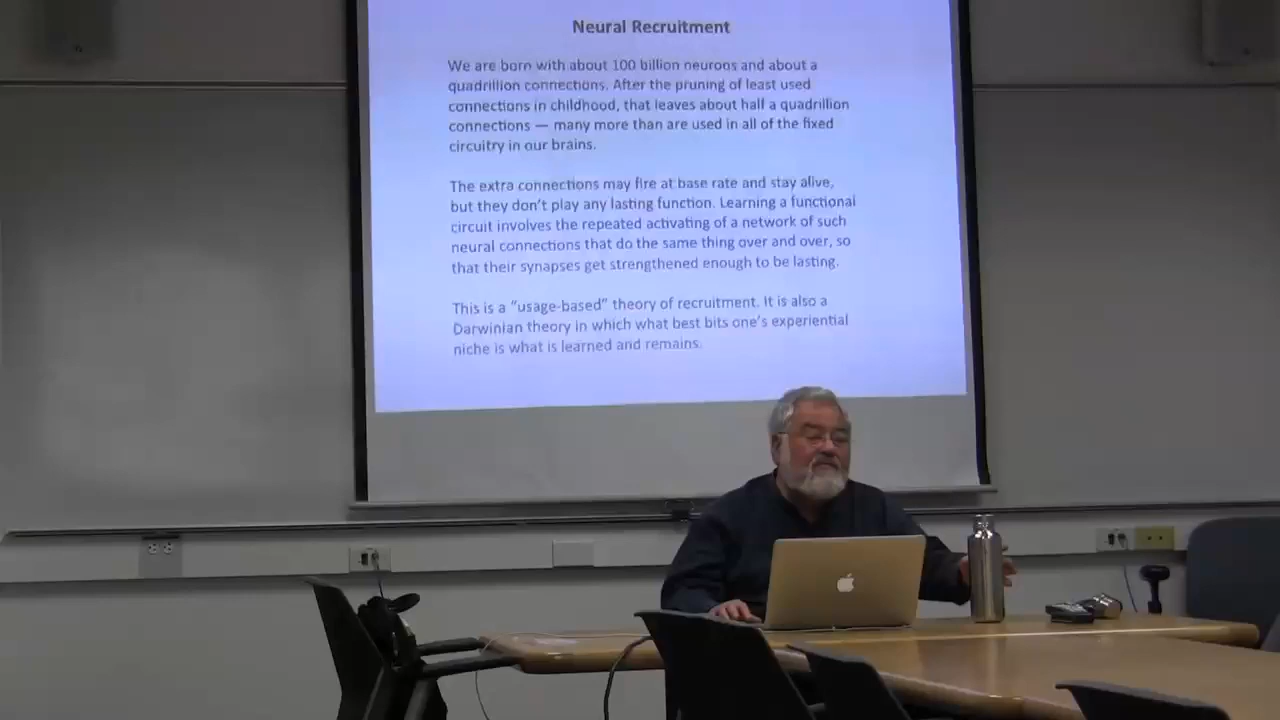 Neural Recruitment
We are born with about 100 billion neurons and about a
quadrillion connections. After the pruning of least used
connections in childhood, that leaves about half a quadrillion
connections — many more than are used in all of the fixed
circuitry in our brains.
The extra connections may fire at base rate and stay alive,
but they don't play any lasting function. Learning a functional
circuit involves the repeated activating of a network of such
neural connections that do the same thing over and over, so
that their synapses get strengthened enough to be lasting.
This is a “usage-based” theory of recruitment. It is also a
Darwinian theory in which what best bits one's experiential
niche is what is learned and remains.